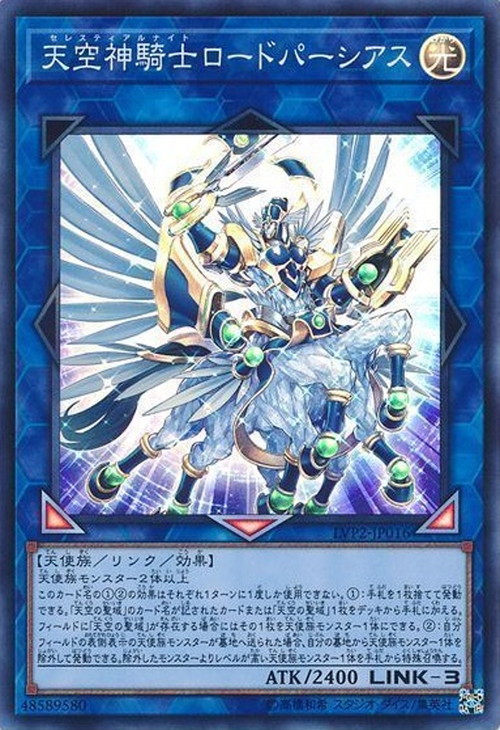 セレスティアルナイト
天空神騎士ロードパーシアス
光
LVP2-JP016
【天使族／リンク／効果】
天使族モンスター2体以上
このカード名の①②の効果はそれぞれ1ターンに1度しか使用できない。①：手札を1枚捨てて発動
できる。「天空の聖域」のカード名が記されたカードまたは「天空の聖域」1枚をデッキから手札に加える。
フィールドに「天空の聖域」が存在する場合にはその1枚を天使族モンスター1体にできる。②：自分
フィールドの表側表示の天使族モンスターが墓地へ送られた場合、自分の墓地から天使族モンスター1体を
除外して発動できる。除外したモンスターよりレベルが高い天使族モンスター1体を手札から特殊召喚する。
ATK/2400 LINK-3
48589580
©高橋和希 スタジオ・ダイス/集英社